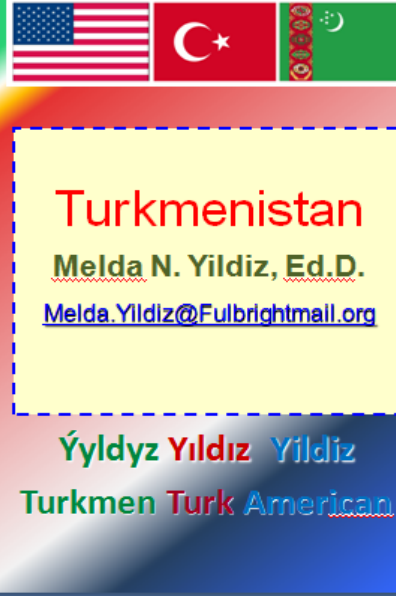 Turkmenistan
Melda N. Yildiz, Ed.D.
Melda.Yildiz@Fulbrightmail.org
Ýyldyz Yıldız Yildiz
Turkmen Turk American